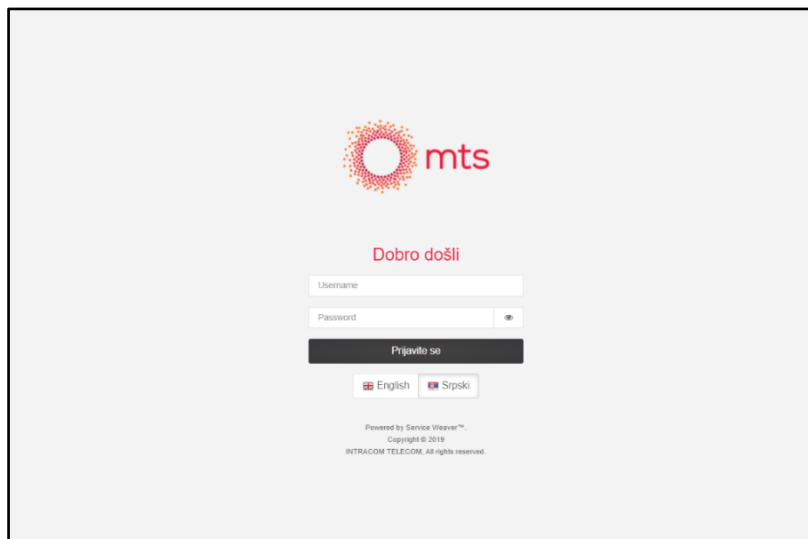 mts
Dobro došli
Username
Password
Prijavite se
English Srpski
Powered by Service Weaver™.
Copyright © 2019
INTRACOM TELECOM, All rights reserved.